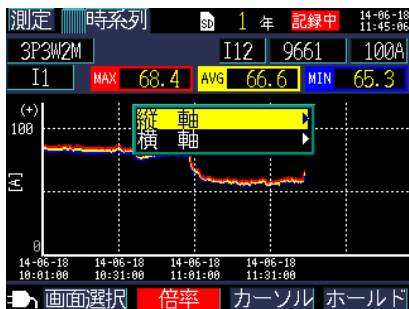 測定 時系列 SD 1 年 記録中 14-06-18 11:45:06
3P3W2M I12 9661 100A
I1 MAX 68.4 AVG 66.6 MIN 65.3
(+)
100
縦 軸
横 軸
[A]
0
14-06-18 14-06-18 14-06-18 14-06-18
10:01:00 10:31:00 11:01:00 11:31:00
画面選択 倍率 カーソル ホールド